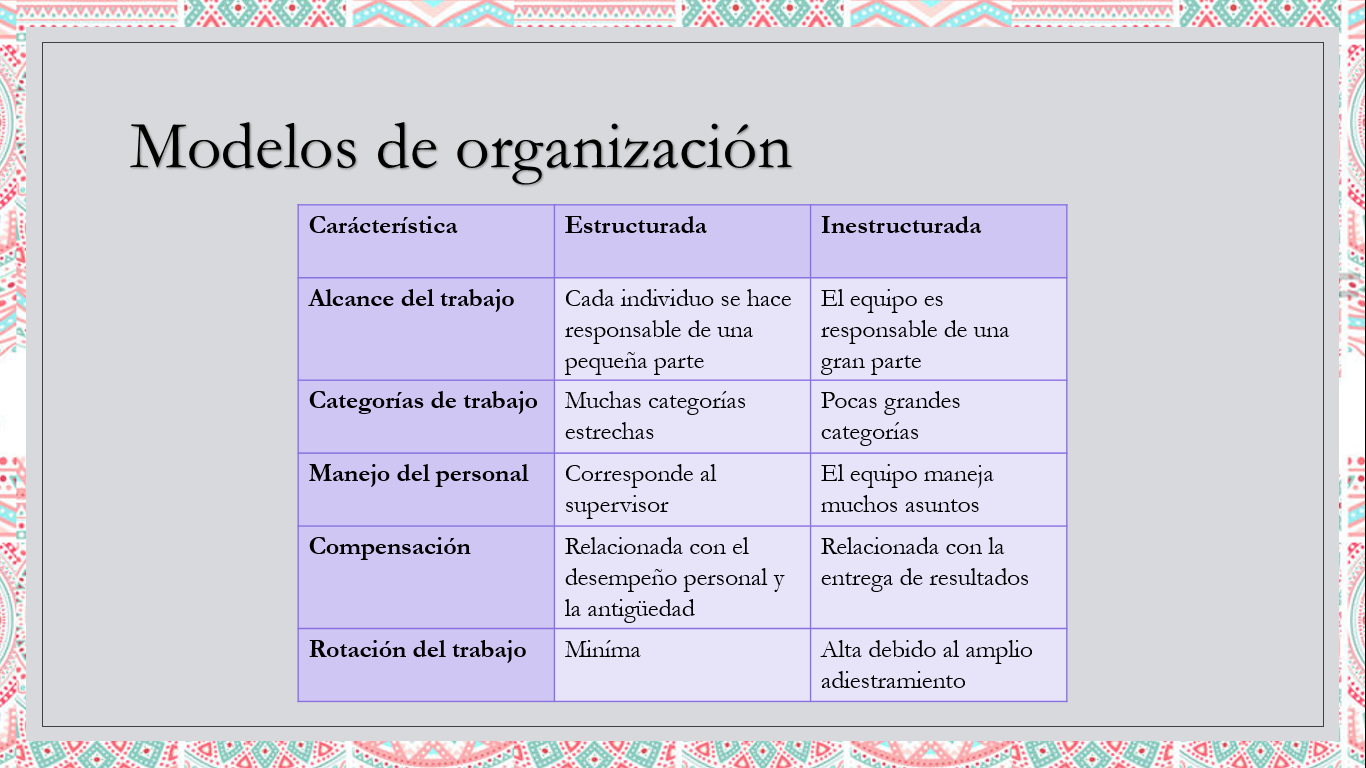 Modelos de organización
Carácterística
Estructurada
Inestructurada
Alcance del trabajo
Cada individuo se hace
responsable de una
pequeña parte
El equipo es
responsable de una
gran parte
Categorías de trabajo
Muchas categorías
estrechas
Pocas grandes
categorías
Manejo del personal
Corresponde al
supervisor
El equipo maneja
muchos asuntos
Compensación
Relacionada con el
desempeño personal y
la antigüedad
Relacionada con la
entrega de resultados
Rotación del trabajo
Miníma
Alta debido al amplio
adiestramiento